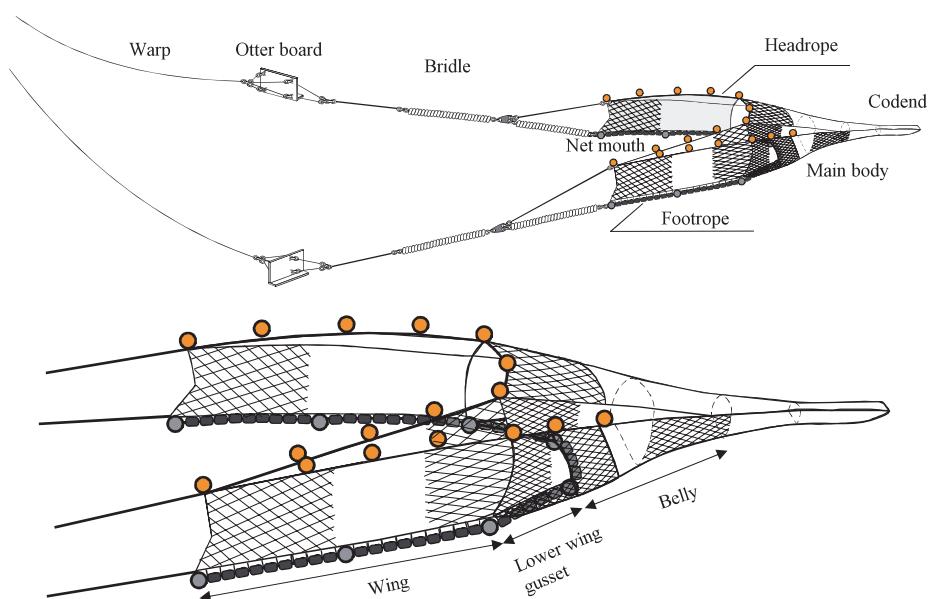 Headrope
Warp
Otter board
Bridle
Codend
Net mouth
Main body
Footrope
Belly
Lower wing
gusset
Wing